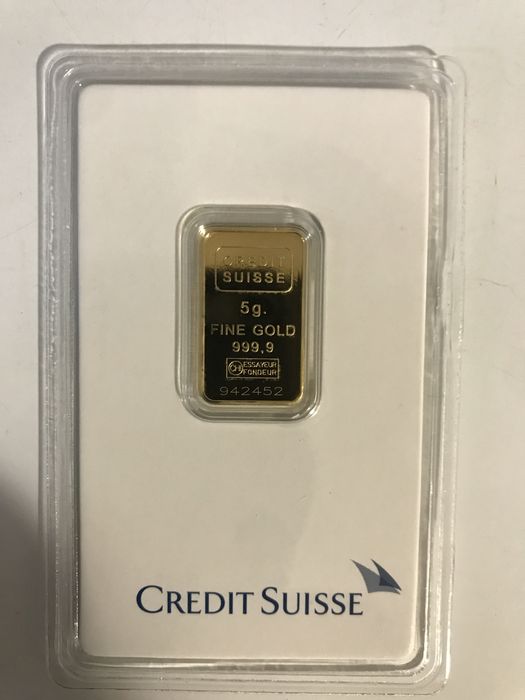 CREDIT
SUISSE
5g.
FINE GOLD
999,9
ESSAYEUR
FONDEUR
942452
CREDIT SUISSE